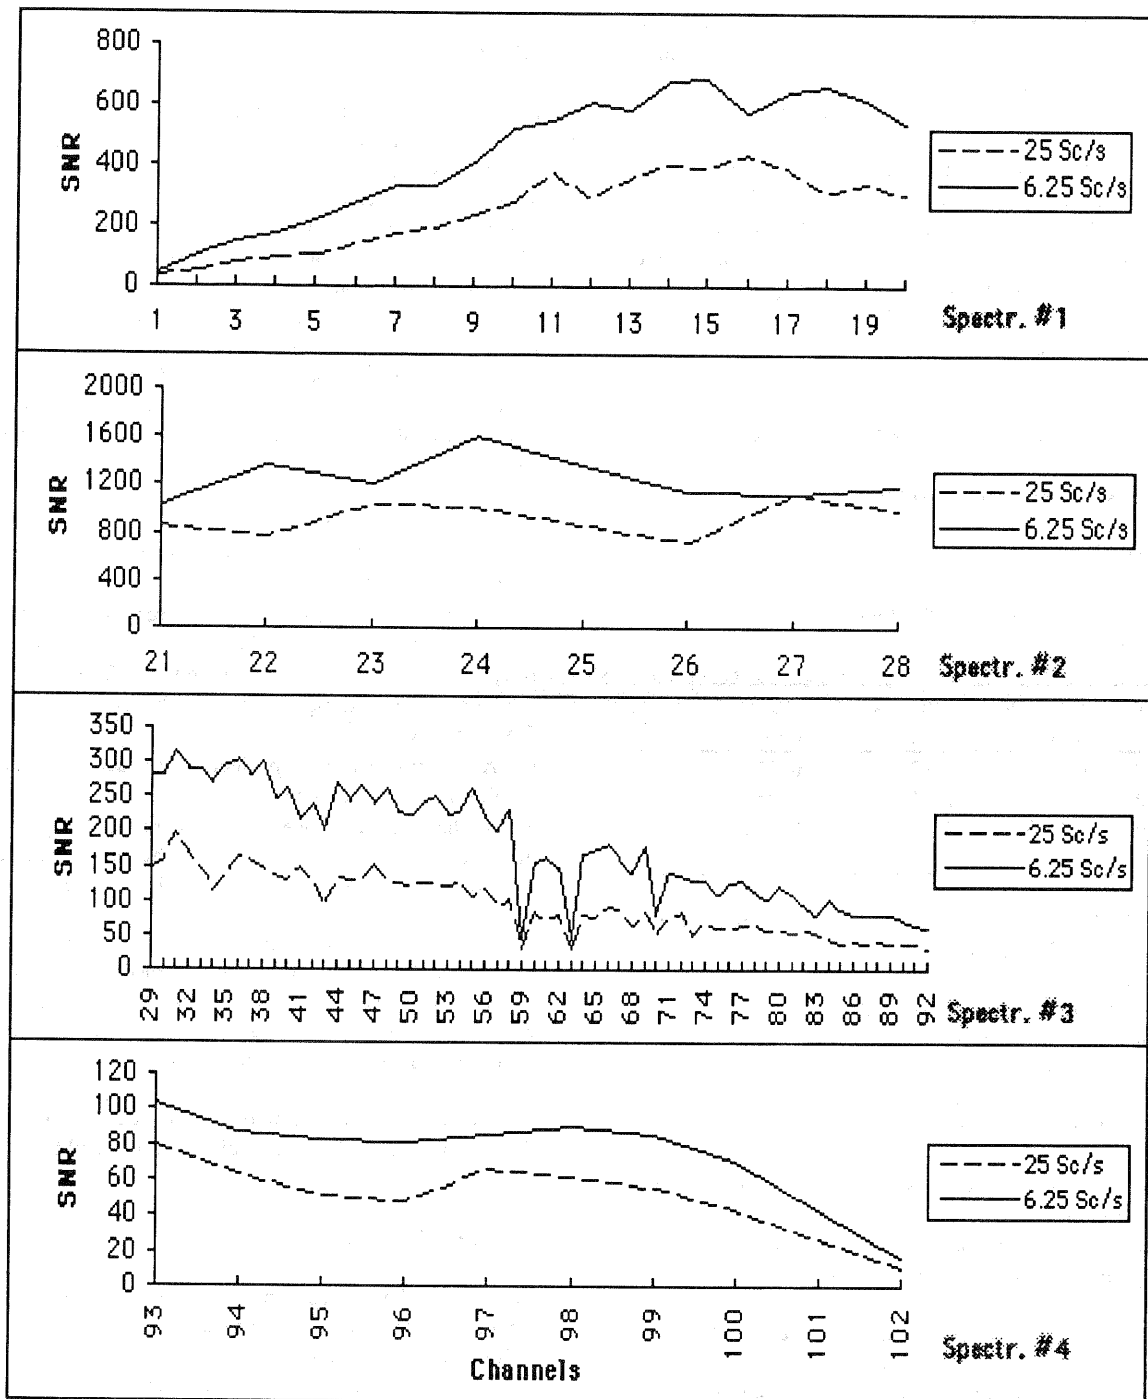 800
600
400
200
0
SNR
1 3 5 7 9 11 13 15 17 19
25 Sc/s
6.25 Sc/s
Spectr. #1
2000
1600
1200
800
400
0
SNR
21 22 23 24 25 26 27 28
25 Sc/s
6.25 Sc/s
Spectr. #2
350
300
250
200
150
100
50
0
SNR
29 32 35 38 41 44 47 50 53 56 59 62 65 68 71 74 77 80 83 86 89 92
25 Sc/s
6.25 Sc/s
Spectr. #3
120
100
80
60
40
20
0
SNR
93 94 95 96 97 98 99 100 101 102
25 Sc/s
6.25 Sc/s
Channels
Spectr. #4